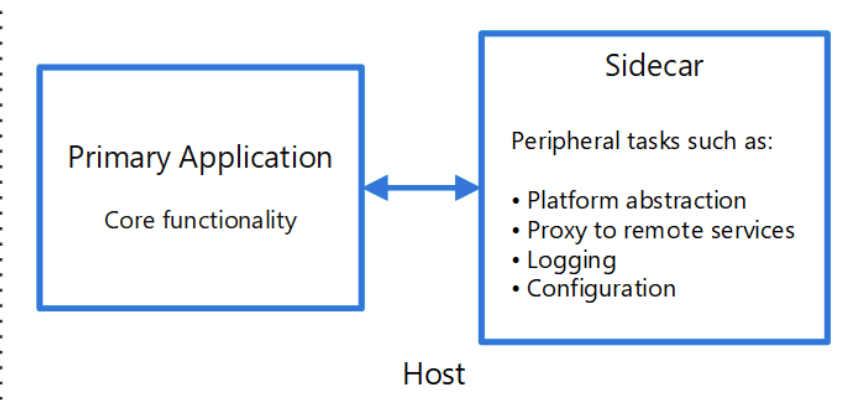 Primary Application
Core functionality
Sidecar
Peripheral tasks such as:
• Platform abstraction
• Proxy to remote services
• Logging
• Configuration
Host